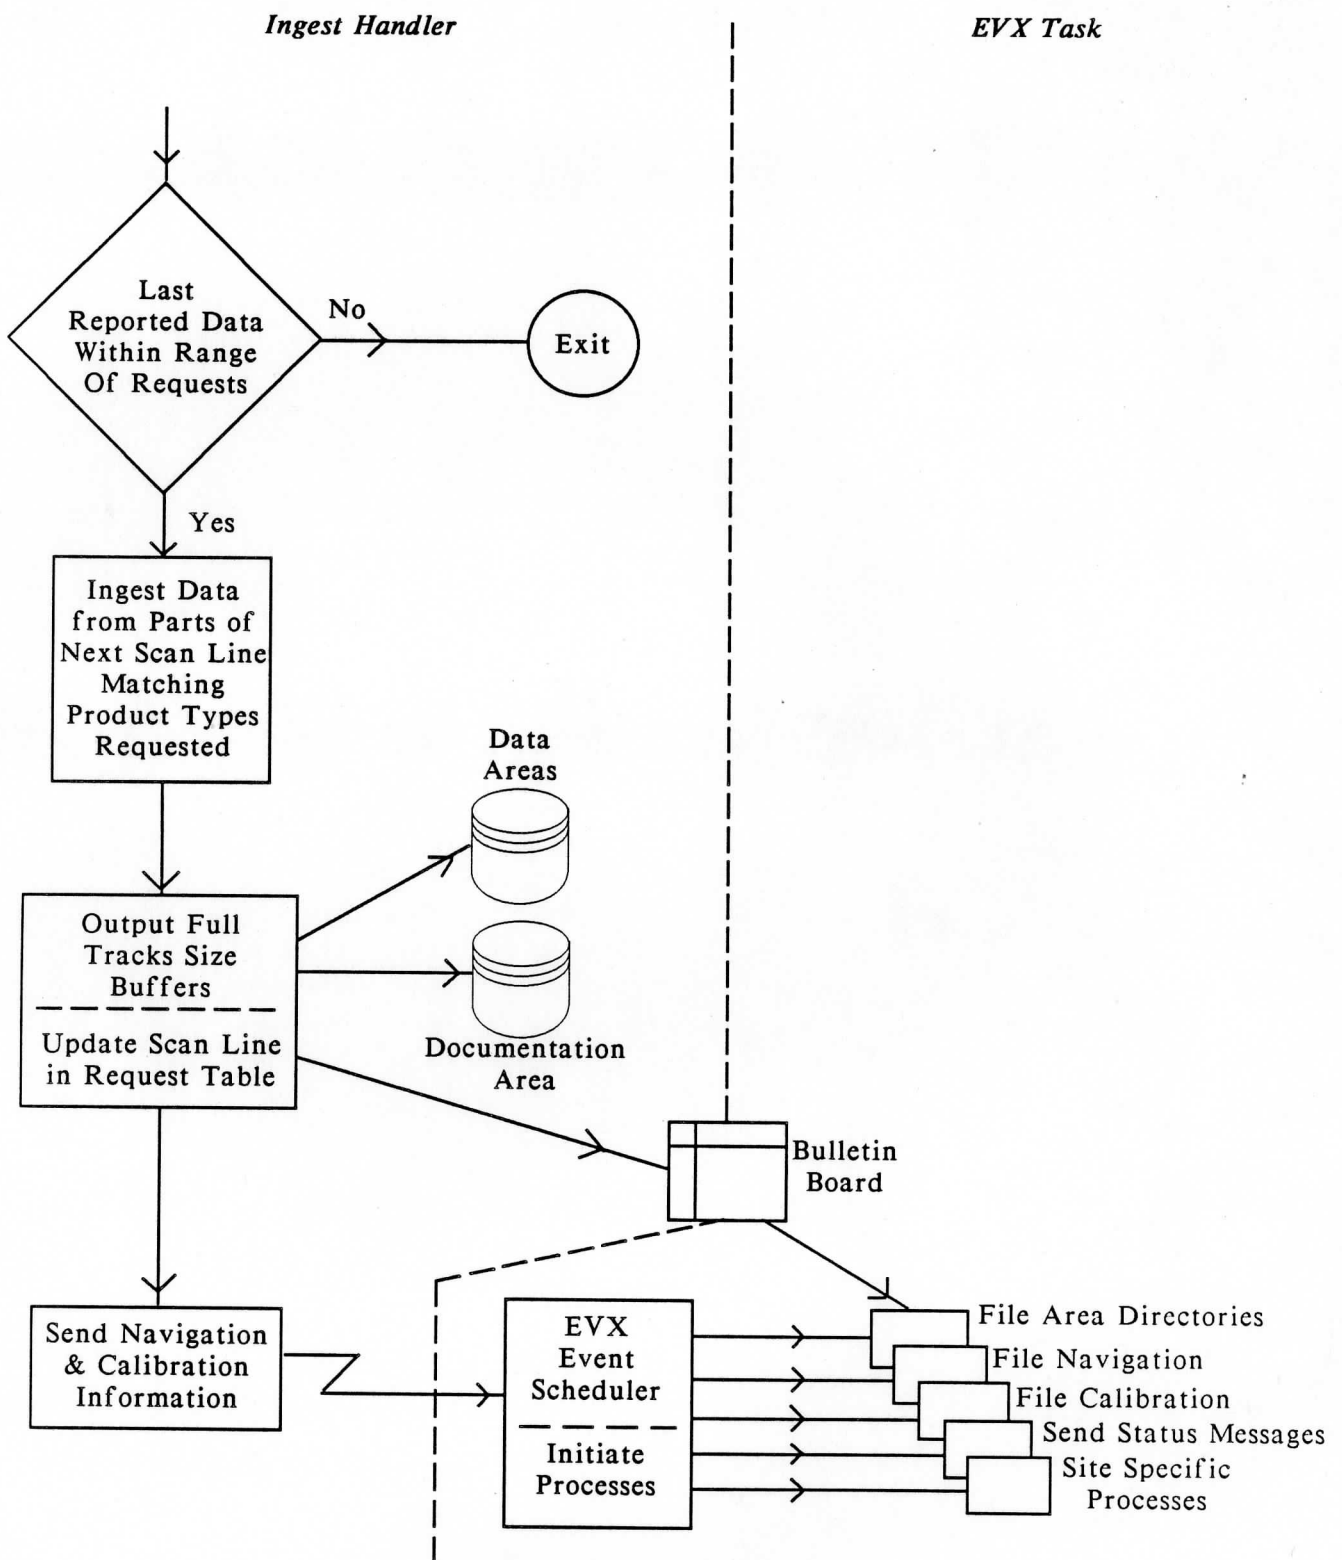 Ingest Handler
EVX Task
Last
Reported Data
Within Range
Of Requests
No
Exit
Yes
Ingest Data
from Parts of
Next Scan Line
Matching
Product Types
Requested
Data
Areas
Output Full
Tracks Size
Buffers
Update Scan Line
in Request Table
Documentation
Area
Bulletin
Board
Send Navigation
& Calibration
Information
EVX
Event
Scheduler
Initiate
Processes
File Area Directories
File Navigation
File Calibration
Send Status Messages
Site Specific
Processes